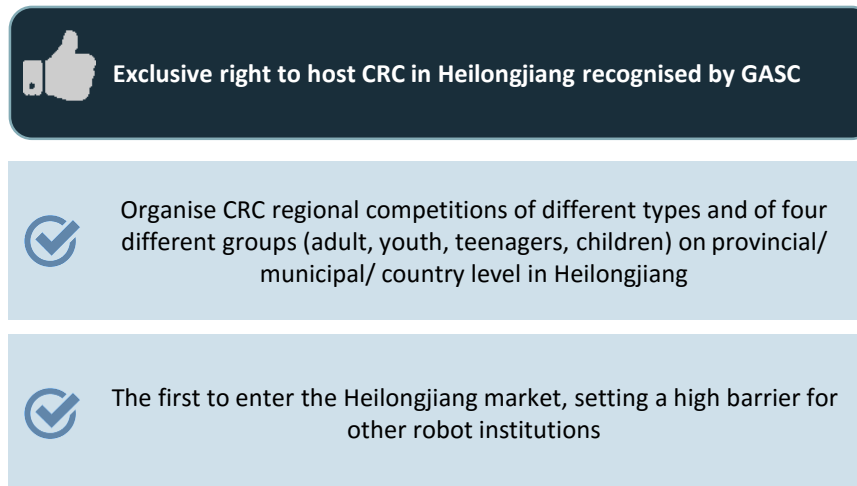 Exclusive right to host CRC in Heilongjiang recognised by GASC
Organise CRC regional competitions of different types and of four
different groups (adult, youth, teenagers, children) on provincial/
municipal/ country level in Heilongjiang
The first to enter the Heilongjiang market, setting a high barrier for
other robot institutions